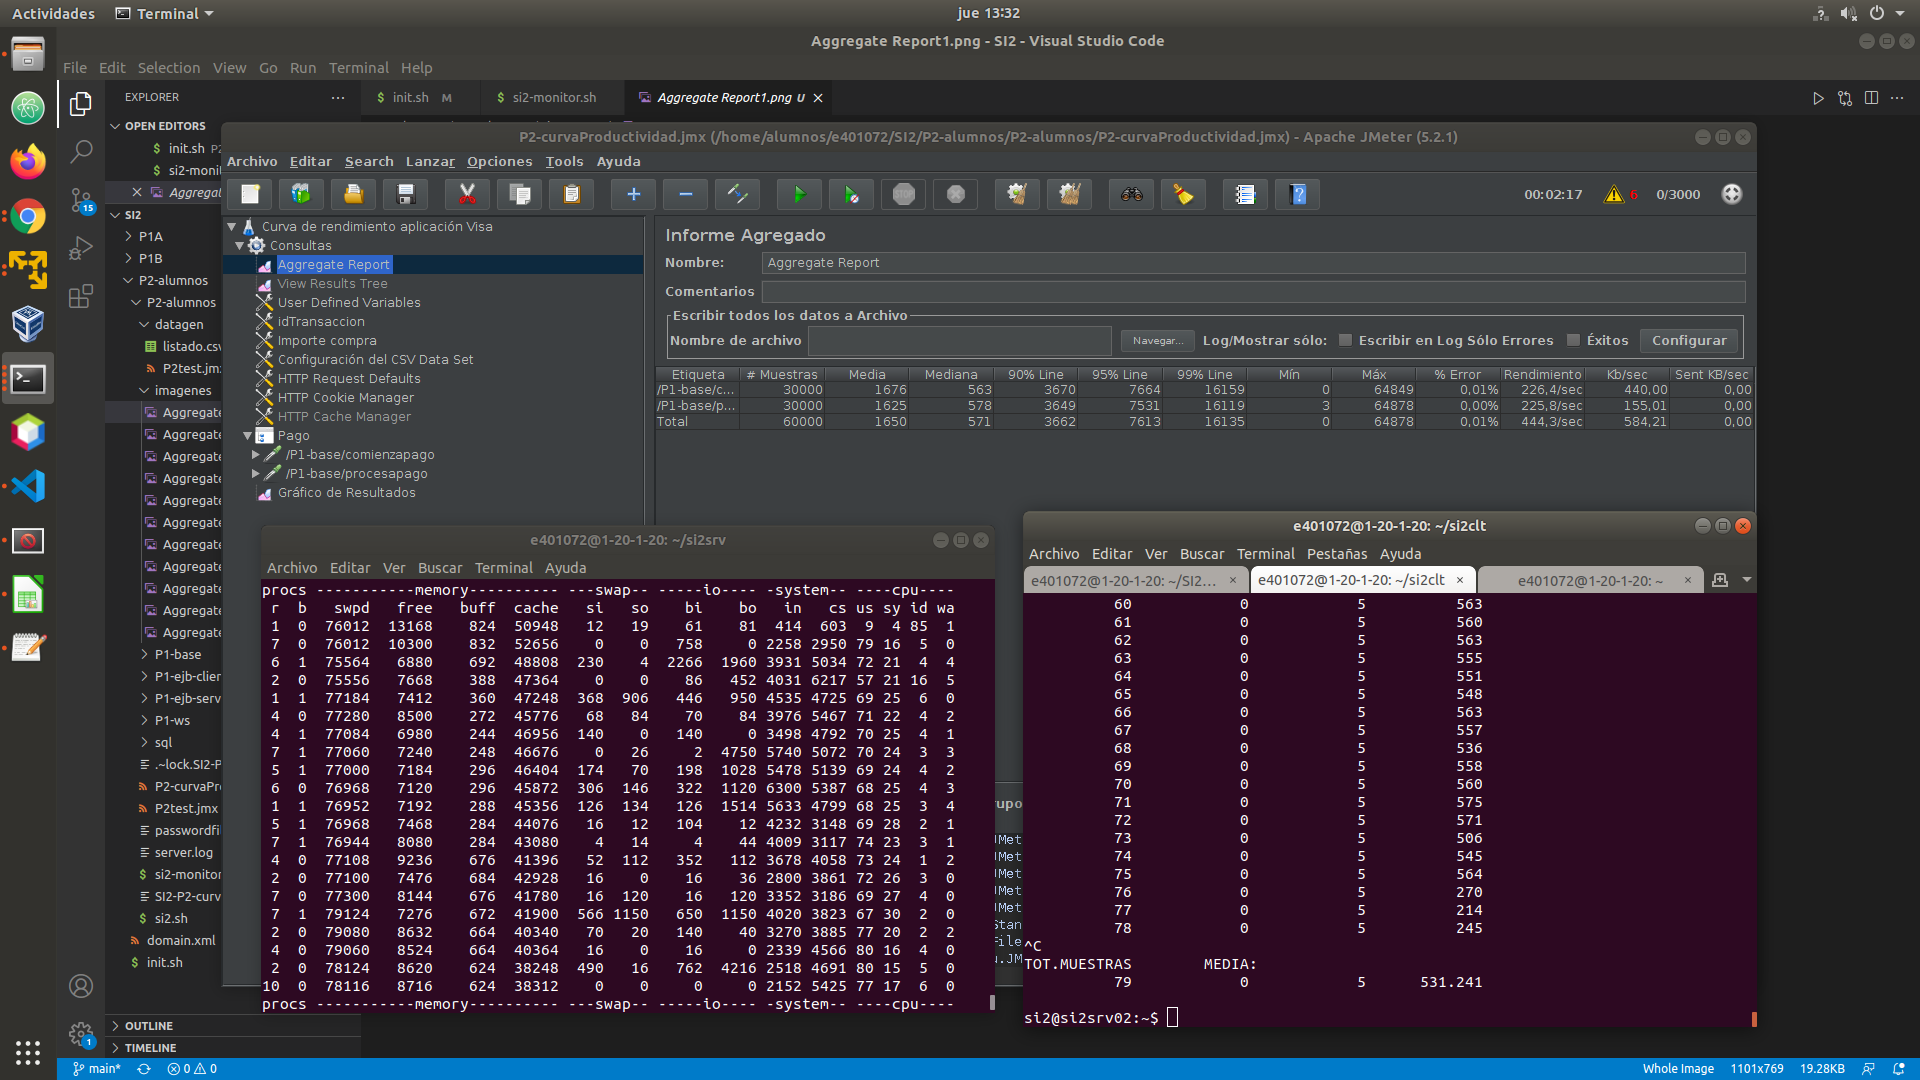 Actividades Terminal jue 13:32
Aggregate Report1.png - SI2 - Visual Studio Code
File Edit Selection View Go Run Terminal Help
EXPLORER ···
$ init.sh M
$ si2-monitor.sh
Aggregate Report1.png U
OPEN EDITORS
$ init.sh P2
$ si2-monit
Aggregat
SI2
P1A
P1B
P2-alumnos
P2-alumnos
datagen
listado.csv
P2test.jmx
imagenes
Aggregate
Aggregate
Aggregate
Aggregate
Aggregate
Aggregate
Aggregate
Aggregate
Aggregate
Aggregate
Aggregate
P1-base
P1-ejb-clien
P1-ejb-serv
P1-ws
sql
.~lock.SI2-P
P2-curvaPr
P2test.jmx
passwordfi
server.log
$ si2-monitor
SI2-P2-curv
$ si2.sh
domain.xml
$ init.sh
OUTLINE
TIMELINE
15
1
main* 0 0
Whole Image 1101x769 19.28KB
P2-curvaProductividad.jmx (/home/alumnos/e401072/SI2/P2-alumnos/P2-alumnos/P2-curvaProductividad.jmx) - Apache JMeter (5.2.1)
Archivo Editar Search Lanzar Opciones Tools Ayuda
STOP
00:02:17 6 0/3000
Curva de rendimiento aplicación Visa
Consultas
Aggregate Report
View Results Tree
User Defined Variables
idTransaccion
Importe compra
Configuración del CSV Data Set
HTTP Request Defaults
HTTP Cookie Manager
HTTP Cache Manager
Pago
/P1-base/comienzapago
/P1-base/procesapago
Gráfico de Resultados
Informe Agregado
Nombre: Aggregate Report
Comentarios
Escribir todos los datos a Archivo
Nombre de archivo Navegar... Log/Mostrar sólo: Escribir en Log Sólo Errores Éxitos Configurar
Etiqueta # Muestras Media Mediana 90% Line 95% Line 99% Line Mín Máx % Error Rendimiento Kb/sec Sent KB/sec
/P1-base/c... 30000 1676 563 3670 7664 16159 0 64849 0,01% 226,4/sec 440,00 0,00
/P1-base/p... 30000 1625 578 3649 7531 16119 3 64878 0,00% 225,8/sec 155,01 0,00
Total 60000 1650 571 3662 7613 16135 0 64878 0,01% 444,3/sec 584,21 0,00
upo
Met
Met
Met
Met
Met
Stan
File
.JM
e401072@1-20-1-20: ~/si2srv
Archivo Editar Ver Buscar Terminal Ayuda
procs -----------memory---------- ---swap-- -----io---- -system-- ----cpu----
r b swpd free buff cache si so bi bo in cs us sy id wa
1 0 76012 13168 824 50948 12 19 61 81 414 603 9 4 85 1
7 0 76012 10300 832 52656 0 0 758 0 2258 2950 79 16 5 0
6 1 75564 6880 692 48808 230 4 2266 1960 3931 5034 72 21 4 4
2 0 75556 7668 388 47364 0 0 86 452 4031 6217 57 21 16 5
1 1 77184 7412 360 47248 368 906 446 950 4535 4725 69 25 6 0
4 0 77280 8500 272 45776 68 84 70 84 3976 5467 71 22 4 2
4 1 77084 6980 244 46956 140 0 140 0 3498 4792 70 25 4 1
7 1 77060 7240 248 46676 0 26 2 4750 5740 5072 70 24 3 3
5 1 77000 7184 296 46404 174 70 198 1028 5478 5139 69 24 4 2
6 0 76968 7120 296 45872 306 146 322 1120 6300 5387 68 25 4 3
1 1 76952 7192 288 45356 126 134 126 1514 5633 4799 68 25 3 4
5 1 76968 7468 284 44076 16 12 104 12 4232 3148 69 28 2 1
7 1 76944 8080 284 43080 4 14 4 44 4009 3117 74 23 3 1
4 0 77108 9236 676 41396 52 112 352 112 3678 4058 73 24 1 2
2 0 77100 7476 684 42928 16 0 16 36 2800 3861 72 26 3 0
7 0 77300 8144 676 41780 16 120 16 120 3352 3186 69 27 4 0
7 1 79124 7276 672 41900 566 1150 650 1150 4020 3823 67 30 2 0
2 0 79080 8632 664 40340 70 20 140 40 3270 3885 77 20 2 2
4 0 79060 8524 664 40364 16 0 16 0 2339 4566 80 16 4 0
2 0 78124 8620 624 38248 490 16 762 4216 2518 4691 80 15 5 0
10 0 78116 8716 624 38312 0 0 0 0 2152 5425 77 17 6 0
procs -----------memory---------- ---swap-- -----io---- -system-- ----cpu----
e401072@1-20-1-20: ~/si2clt
Archivo Editar Ver Buscar Terminal Pestañas Ayuda
e401072@1-20-1-20: ~/SI2... e401072@1-20-1-20: ~/si2clt e401072@1-20-1-20: ~
60 0 5 563
61 0 5 560
62 0 5 563
63 0 5 555
64 0 5 551
65 0 5 548
66 0 5 563
67 0 5 557
68 0 5 536
69 0 5 558
70 0 5 560
71 0 5 575
72 0 5 571
73 0 5 506
74 0 5 545
75 0 5 564
76 0 5 270
77 0 5 214
78 0 5 245
^C
TOT.MUESTRAS MEDIA:
79 0 5 531.241
si2@si2srv02:~$